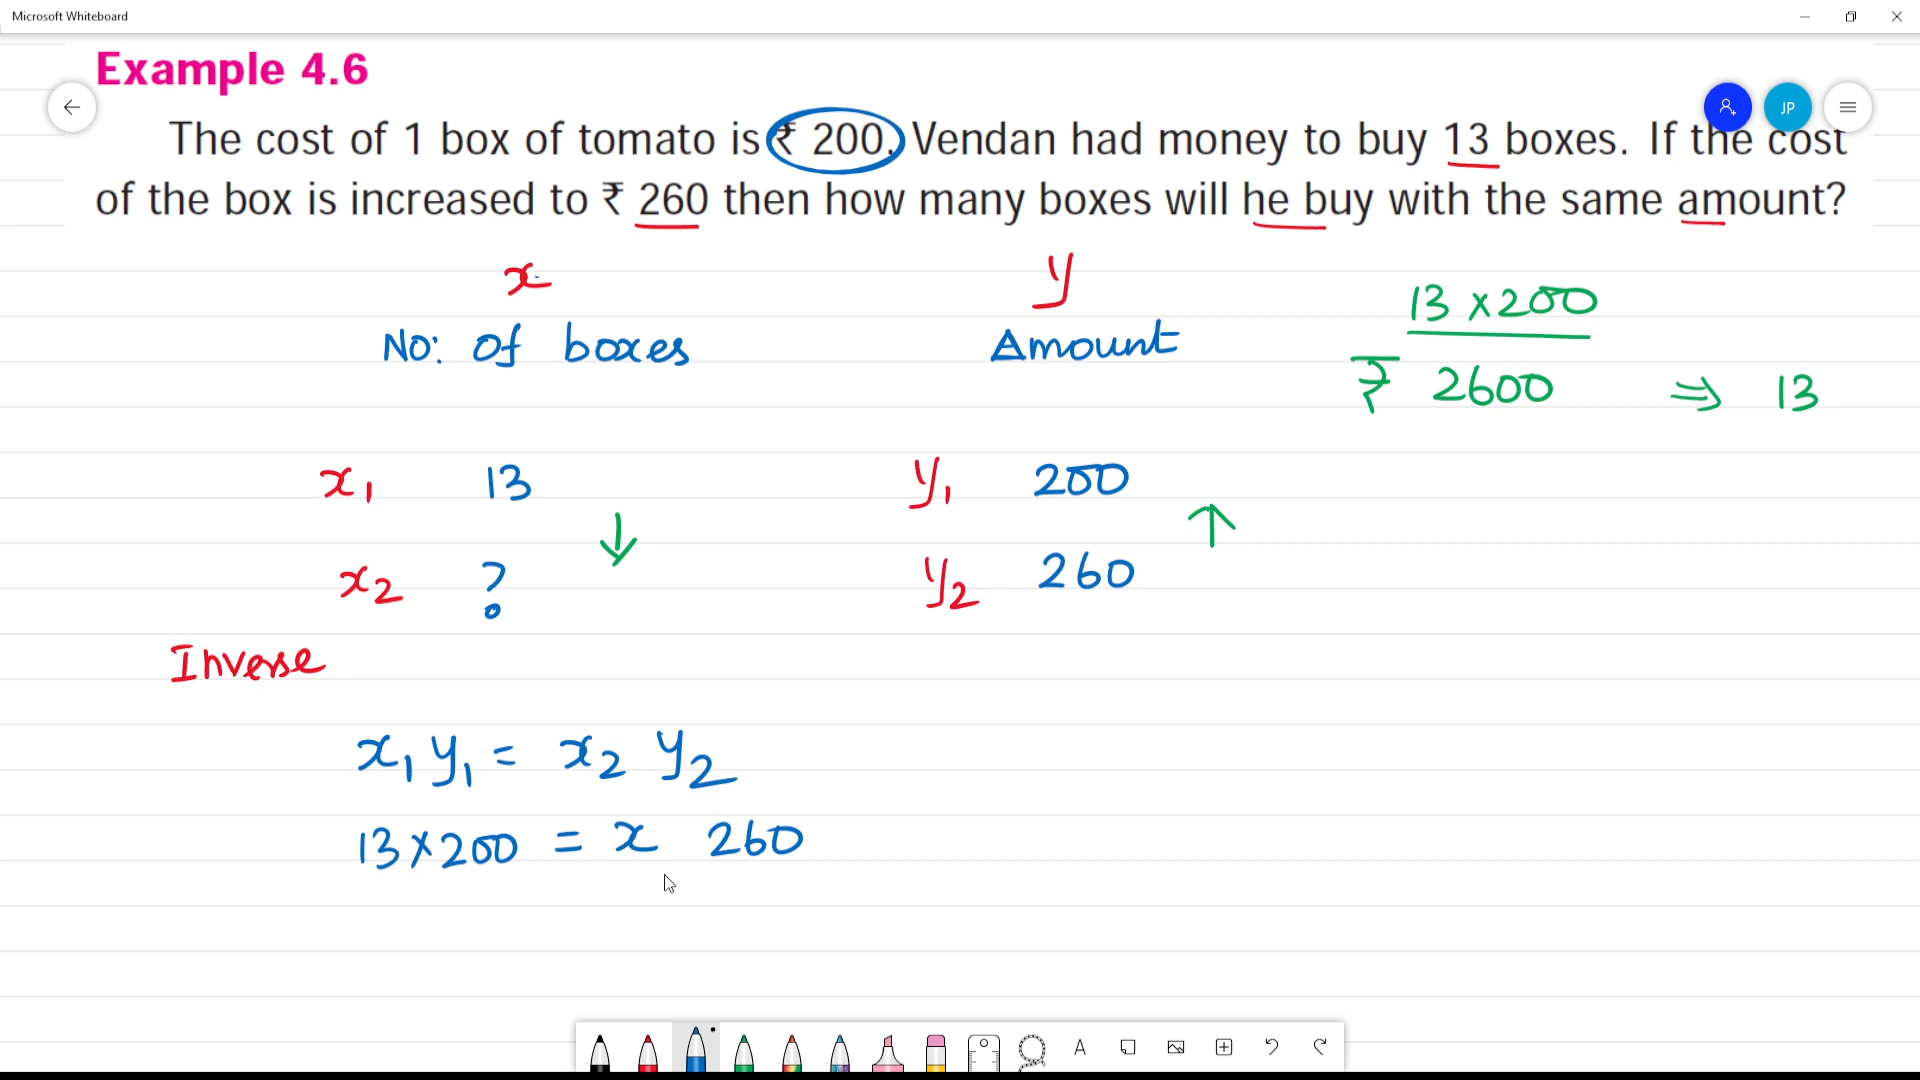 Microsoft Whiteboard
Example 4.6
JP
The cost of 1 box of tomato is ₹ 200. Vendan had money to buy 13 boxes. If the cost
of the box is increased to ₹ 260 then how many boxes will he buy with the same amount?
x y
13 x 200
No: of boxes Amount
₹ 2600 ⇒ 13
x₁ 13 ↓ y₁ 200 ↑
x₂ ? y₂ 260
Inverse
x₁ y₁ = x₂ y₂
13 x 200 = x 260
A